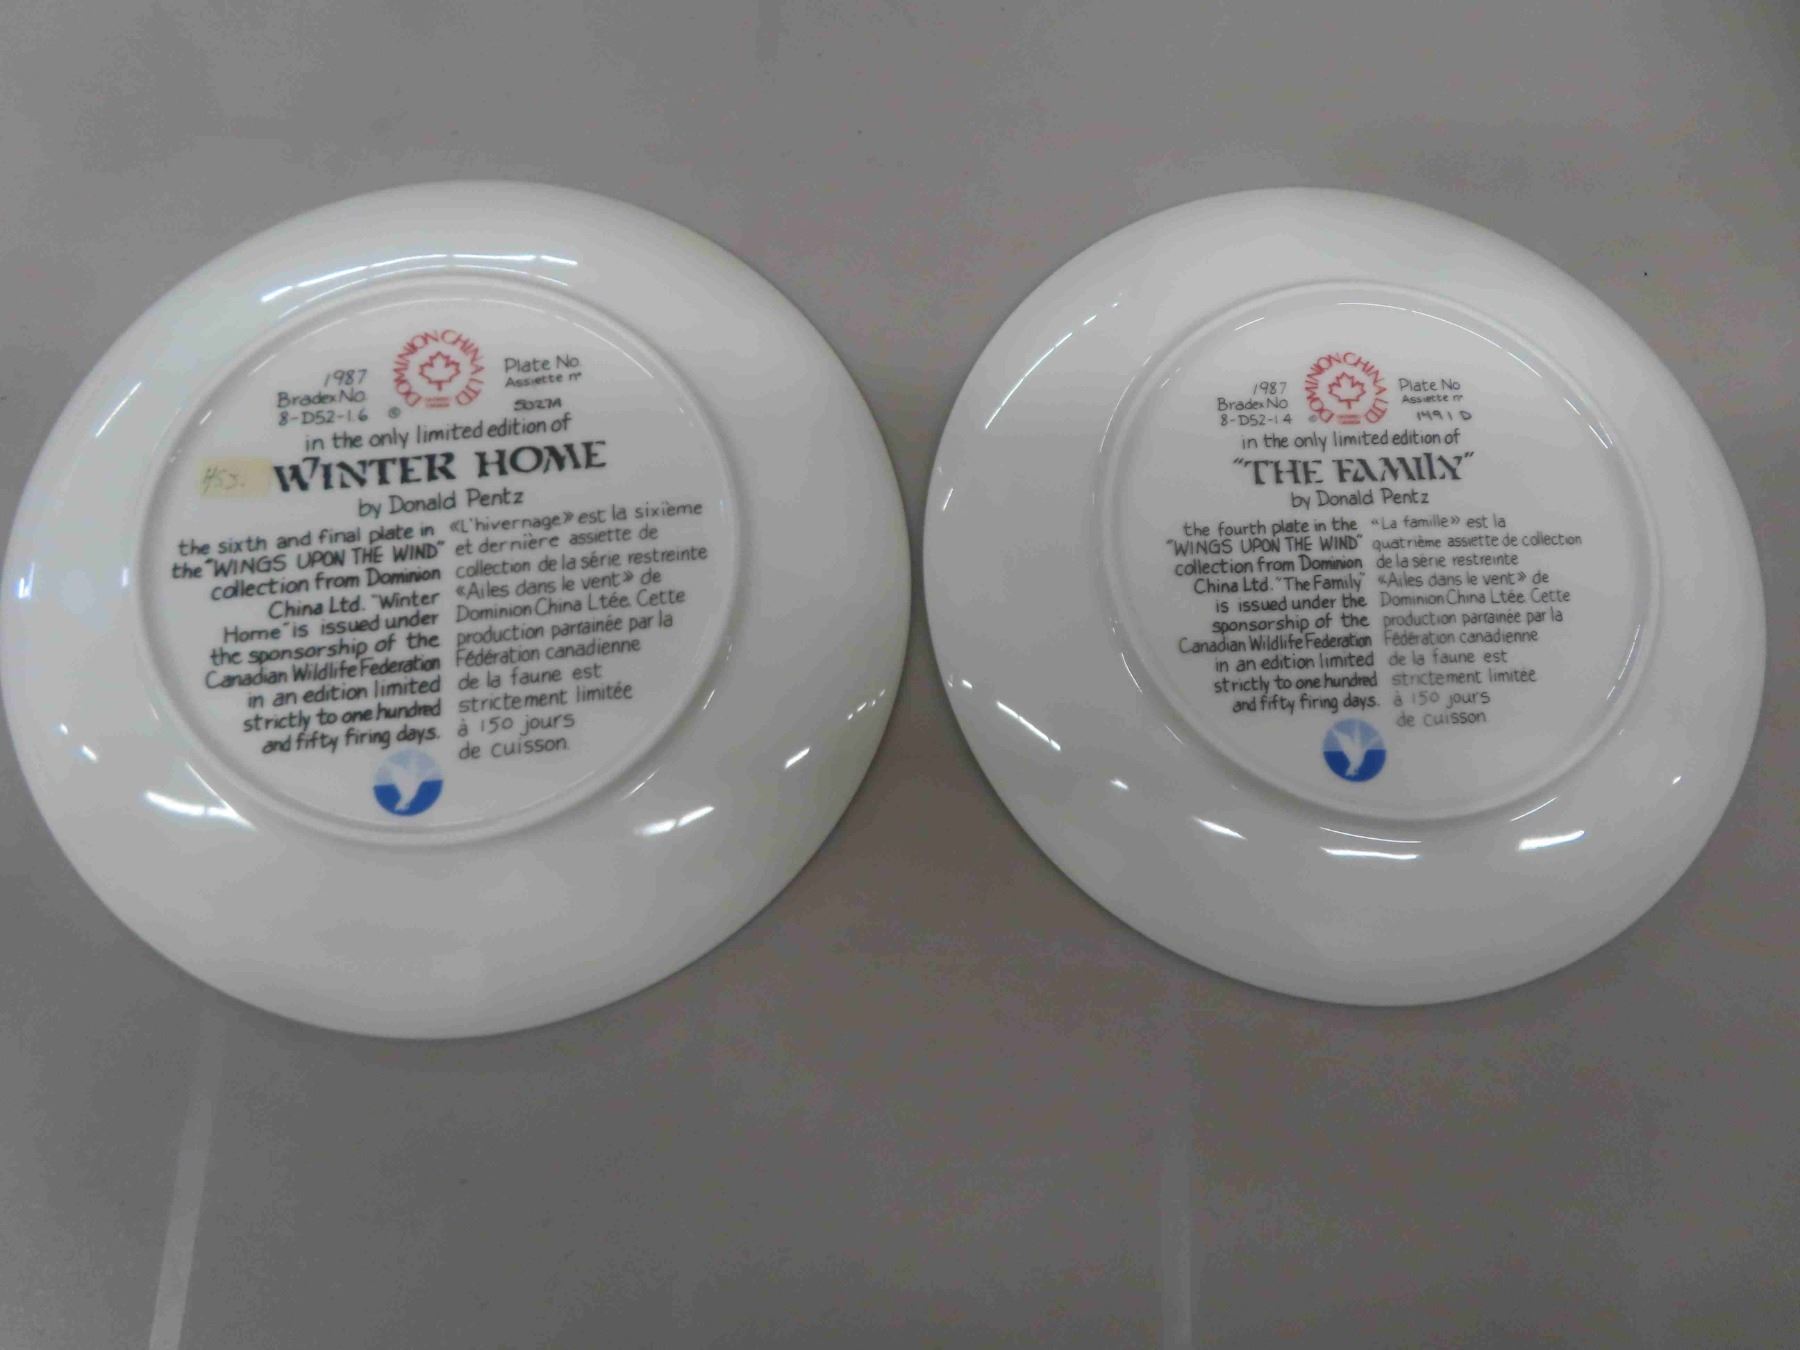 1987
Bradex No.
8-D52-1.6
DOMINION CHINA LTD
®
Plate No.
Assiette nº
5027A
in the only limited edition of
WINTER HOME
by Donald Pentz
the sixth and final plate in
the "WINGS UPON THE WIND"
collection from Dominion
China Ltd. "Winter
Home" is issued under
the sponsorship of the
Canadian Wildlife Federation
in an edition limited
strictly to one hundred
and fifty firing days.
«L'hivernage» est la sixième
et dernière assiette de
collection de la série restreinte
«Ailes dans le vent» de
Dominion China Ltée. Cette
production parrainée par la
Fédération canadienne
de la faune est
strictement limitée
à 150 jours
de cuisson.
1987
Bradex No
8-D52-1.4
DOMINION CHINA LTD
®
Plate No
Assiette nº
1491D
in the only limited edition of
"THE FAMILY"
by Donald Pentz
the fourth plate in the
"WINGS UPON THE WIND"
collection from Dominion
China Ltd. "The Family"
is issued under the
sponsorship of the
Canadian Wildlife Federation
in an edition limited
strictly to one hundred
and fifty firing days.
«La famille» est la
quatrième assiette de collection
de la série restreinte
«Ailes dans le vent» de
Dominion China Ltée. Cette
production parrainée par la
Fédération canadienne
de la faune est
strictement limitée
à 150 jours
de cuisson.